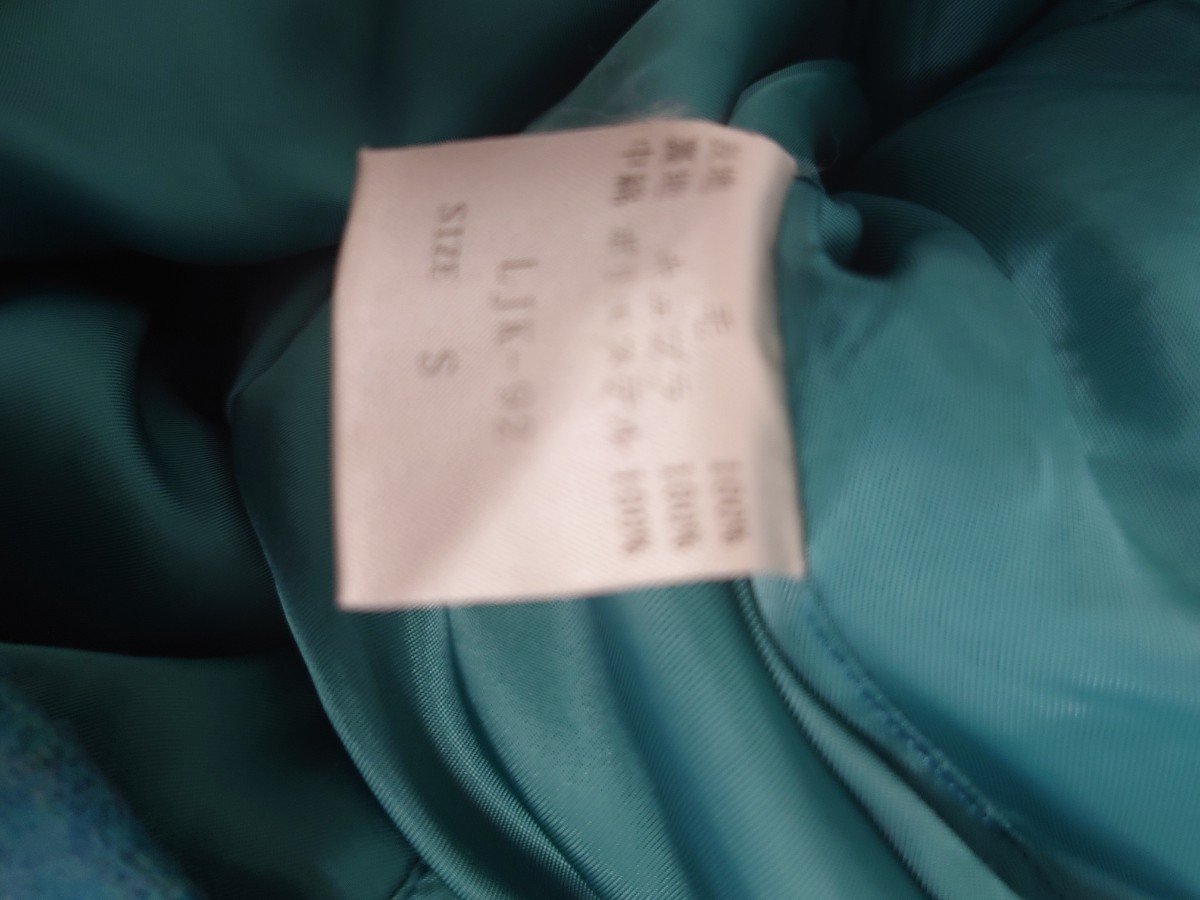 表地 毛 100%
裏地 キュプラ 100%
中綿 ポリエステル 100%
LJK-92
SIZE S